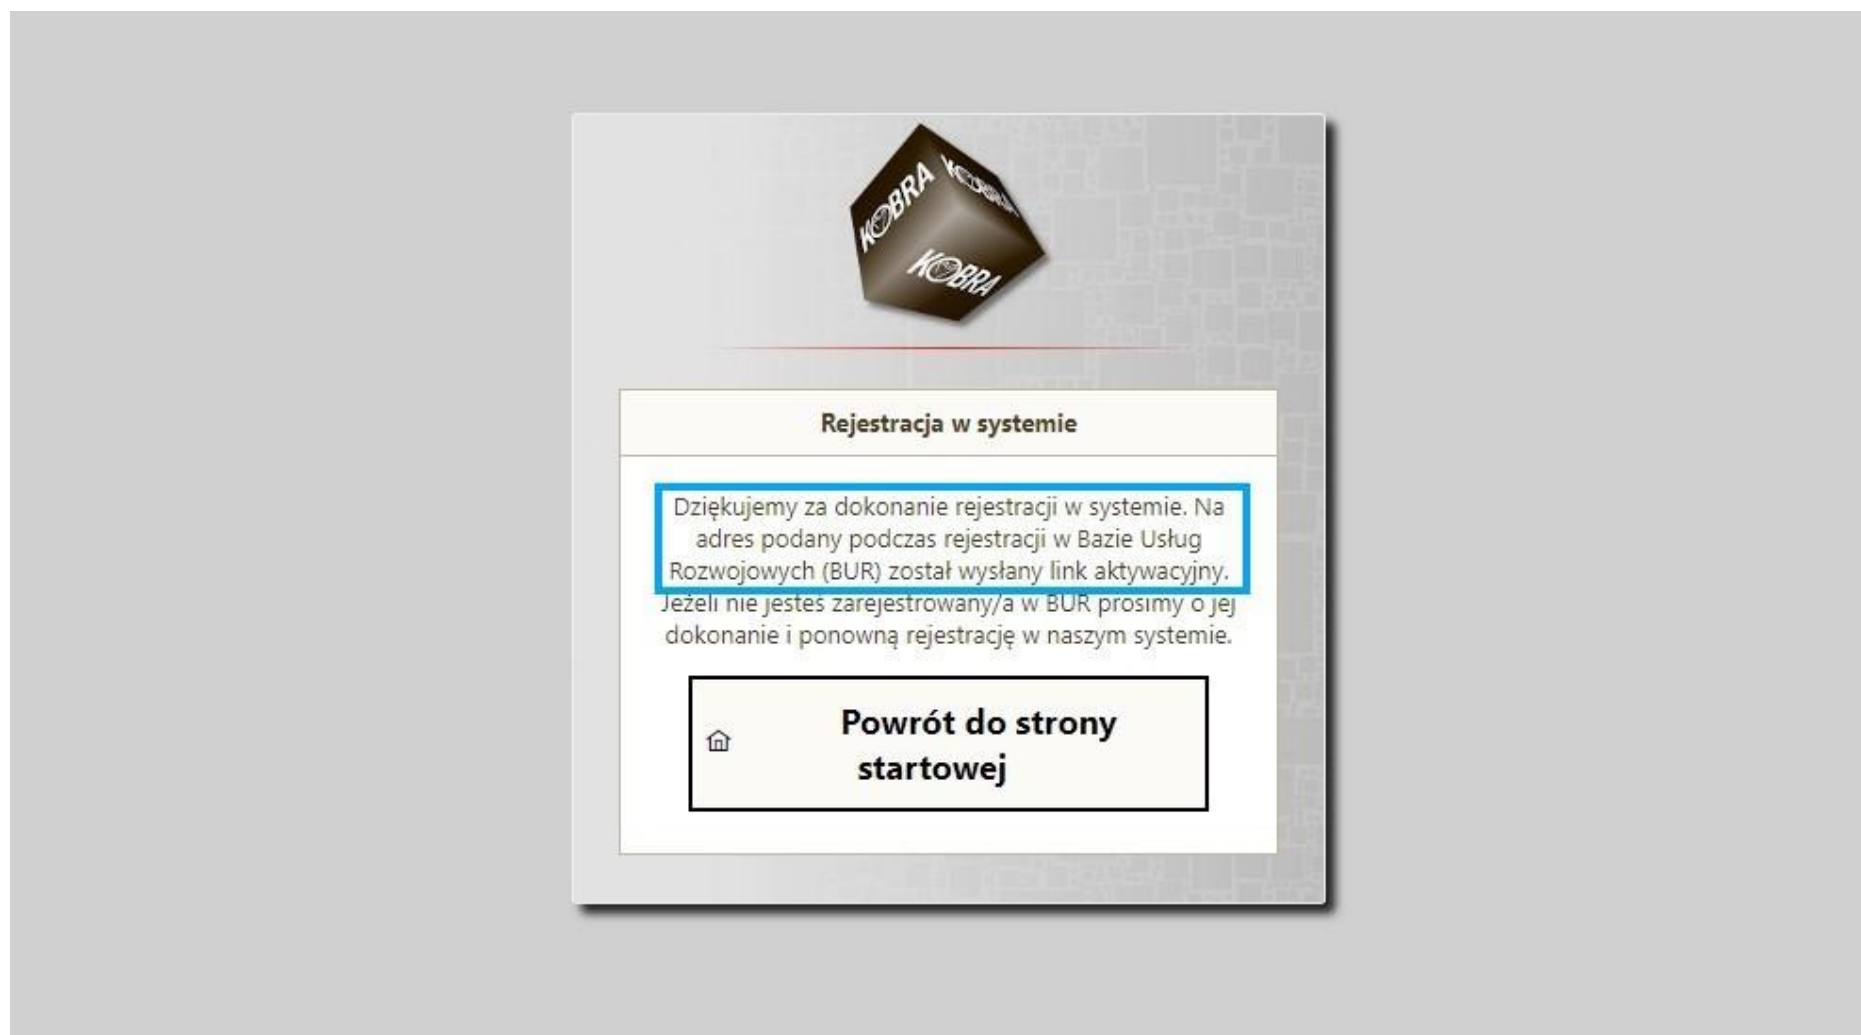 KOBRA
KOBRA
KOBRA
Rejestracja w systemie
Dziękujemy za dokonanie rejestracji w systemie. Na
adres podany podczas rejestracji w Bazie Usług
Rozwojowych (BUR) został wysłany link aktywacyjny.
Jeżeli nie jesteś zarejestrowany/a w BUR prosimy o jej
dokonanie i ponowną rejestrację w naszym systemie.
Powrót do strony
startowej